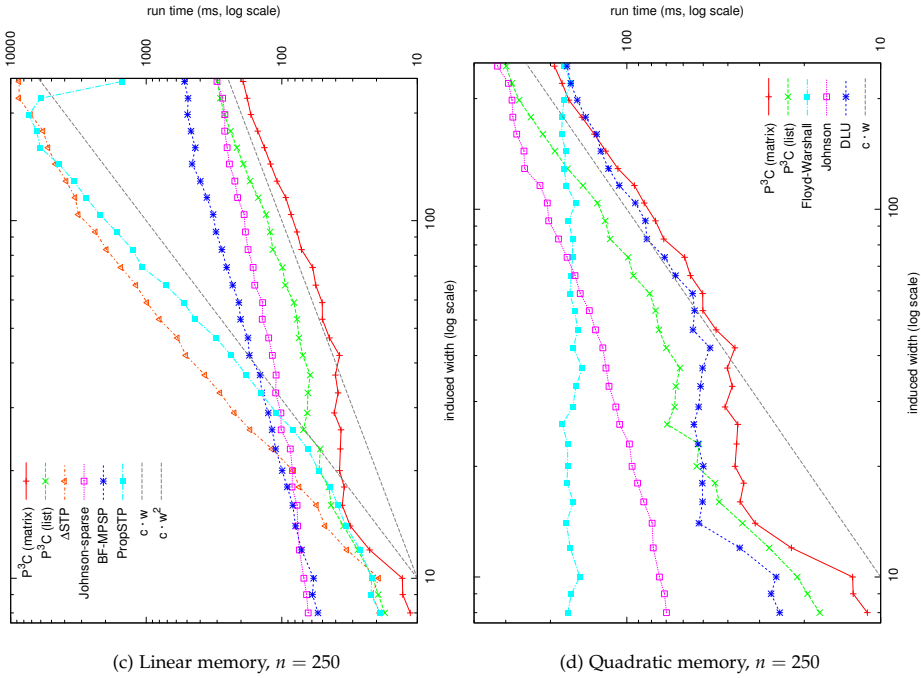 run time (ms, log scale)
10000
1000
100
10
P³C (matrix)
P³C (list)
ΔSTP
Johnson-sparse
BF-MPSP
PropSTP
c · w
c · w²
10
100
induced width (log scale)
(c) Linear memory, n = 250
run time (ms, log scale)
100
10
P³C (matrix)
P³C (list)
Floyd-Warshall
Johnson
DLU
c · w
10
100
induced width (log scale)
(d) Quadratic memory, n = 250